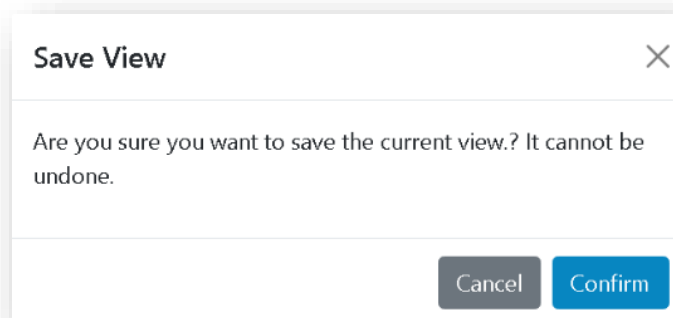 Save View
Are you sure you want to save the current view.? It cannot be
undone.
Cancel Confirm